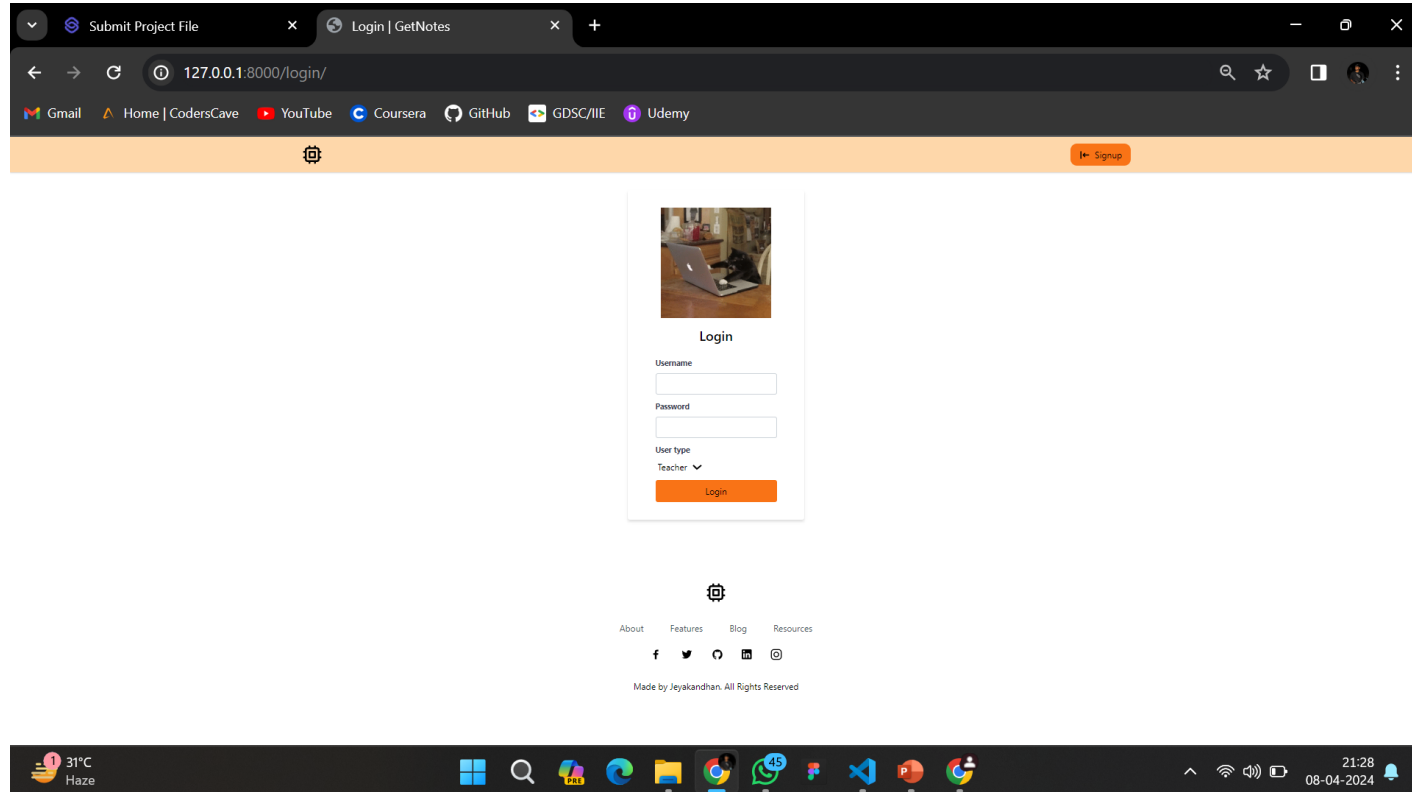 Submit Project File
Login | GetNotes
127.0.0.1:8000/login/
Gmail
Home | CodersCave
YouTube
Coursera
GitHub
GDSC/IIE
Udemy
Signup
Login
Username
Password
User type
Teacher
Login
About Features Blog Resources
Made by Jeyakandhan. All Rights Reserved
1
31°C
Haze
PRE
45
21:28
08-04-2024